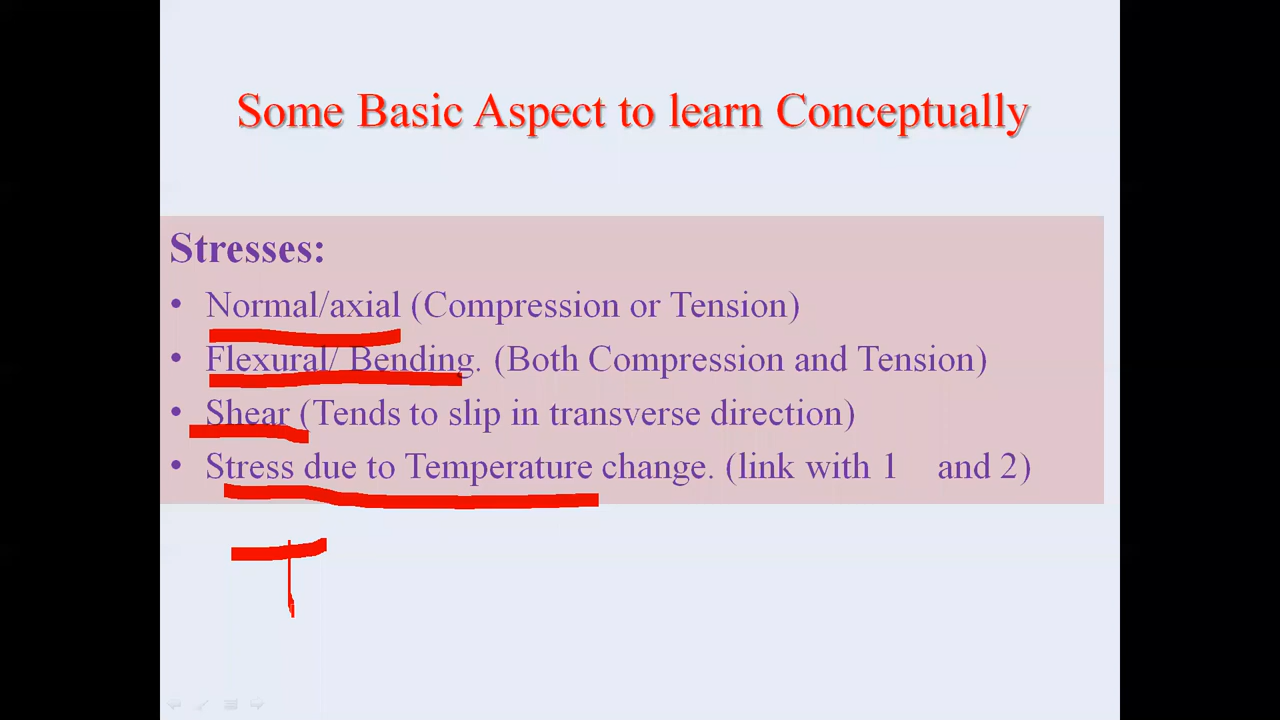 Some Basic Aspect to learn Conceptually
Stresses:
• Normal/axial (Compression or Tension)
• Flexural/ Bending. (Both Compression and Tension)
• Shear (Tends to slip in transverse direction)
• Stress due to Temperature change. (link with 1 and 2)